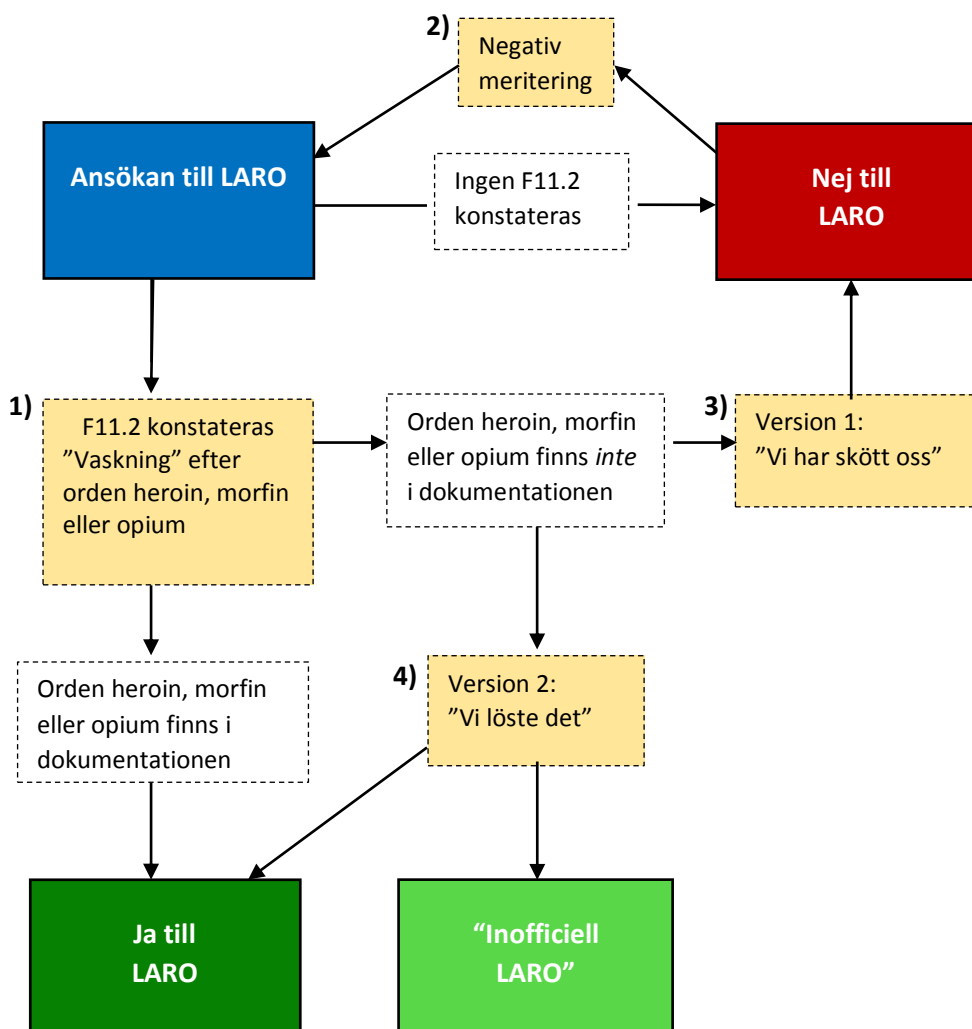 2)
Negativ
meritering
Ansökan till LARO
Ingen F11.2
konstateras
Nej till
LARO
1)
F11.2 konstateras
”Vaskning” efter
orden heroin, morfin
eller opium
Orden heroin, morfin
eller opium finns inte
i dokumentationen
3)
Version 1:
”Vi har skött oss”
Orden heroin, morfin
eller opium finns i
dokumentationen
4)
Version 2:
”Vi löste det”
Ja till
LARO
“Inofficiell
LARO”